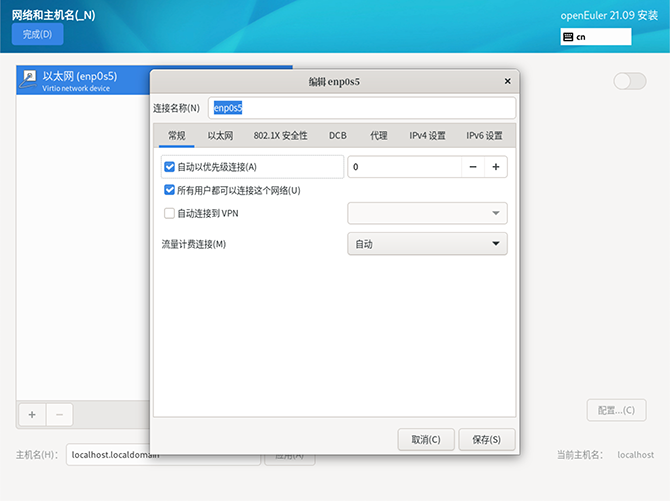 网络和主机名(_N)
openEuler 21.09 安装
完成(D)
cn
以太网 (enp0s5)
Virtio network device
编辑 enp0s5
连接名称(N)
enp0s5
常规 以太网 802.1X 安全性 DCB 代理 IPv4 设置 IPv6 设置
自动以优先级连接(A) 0
所有用户都可以连接这个网络(U)
自动连接到 VPN
流量计费连接(M) 自动
配置...(C)
取消(C) 保存(S)
主机名(H): localhost.localdomain
当前主机名: localhost